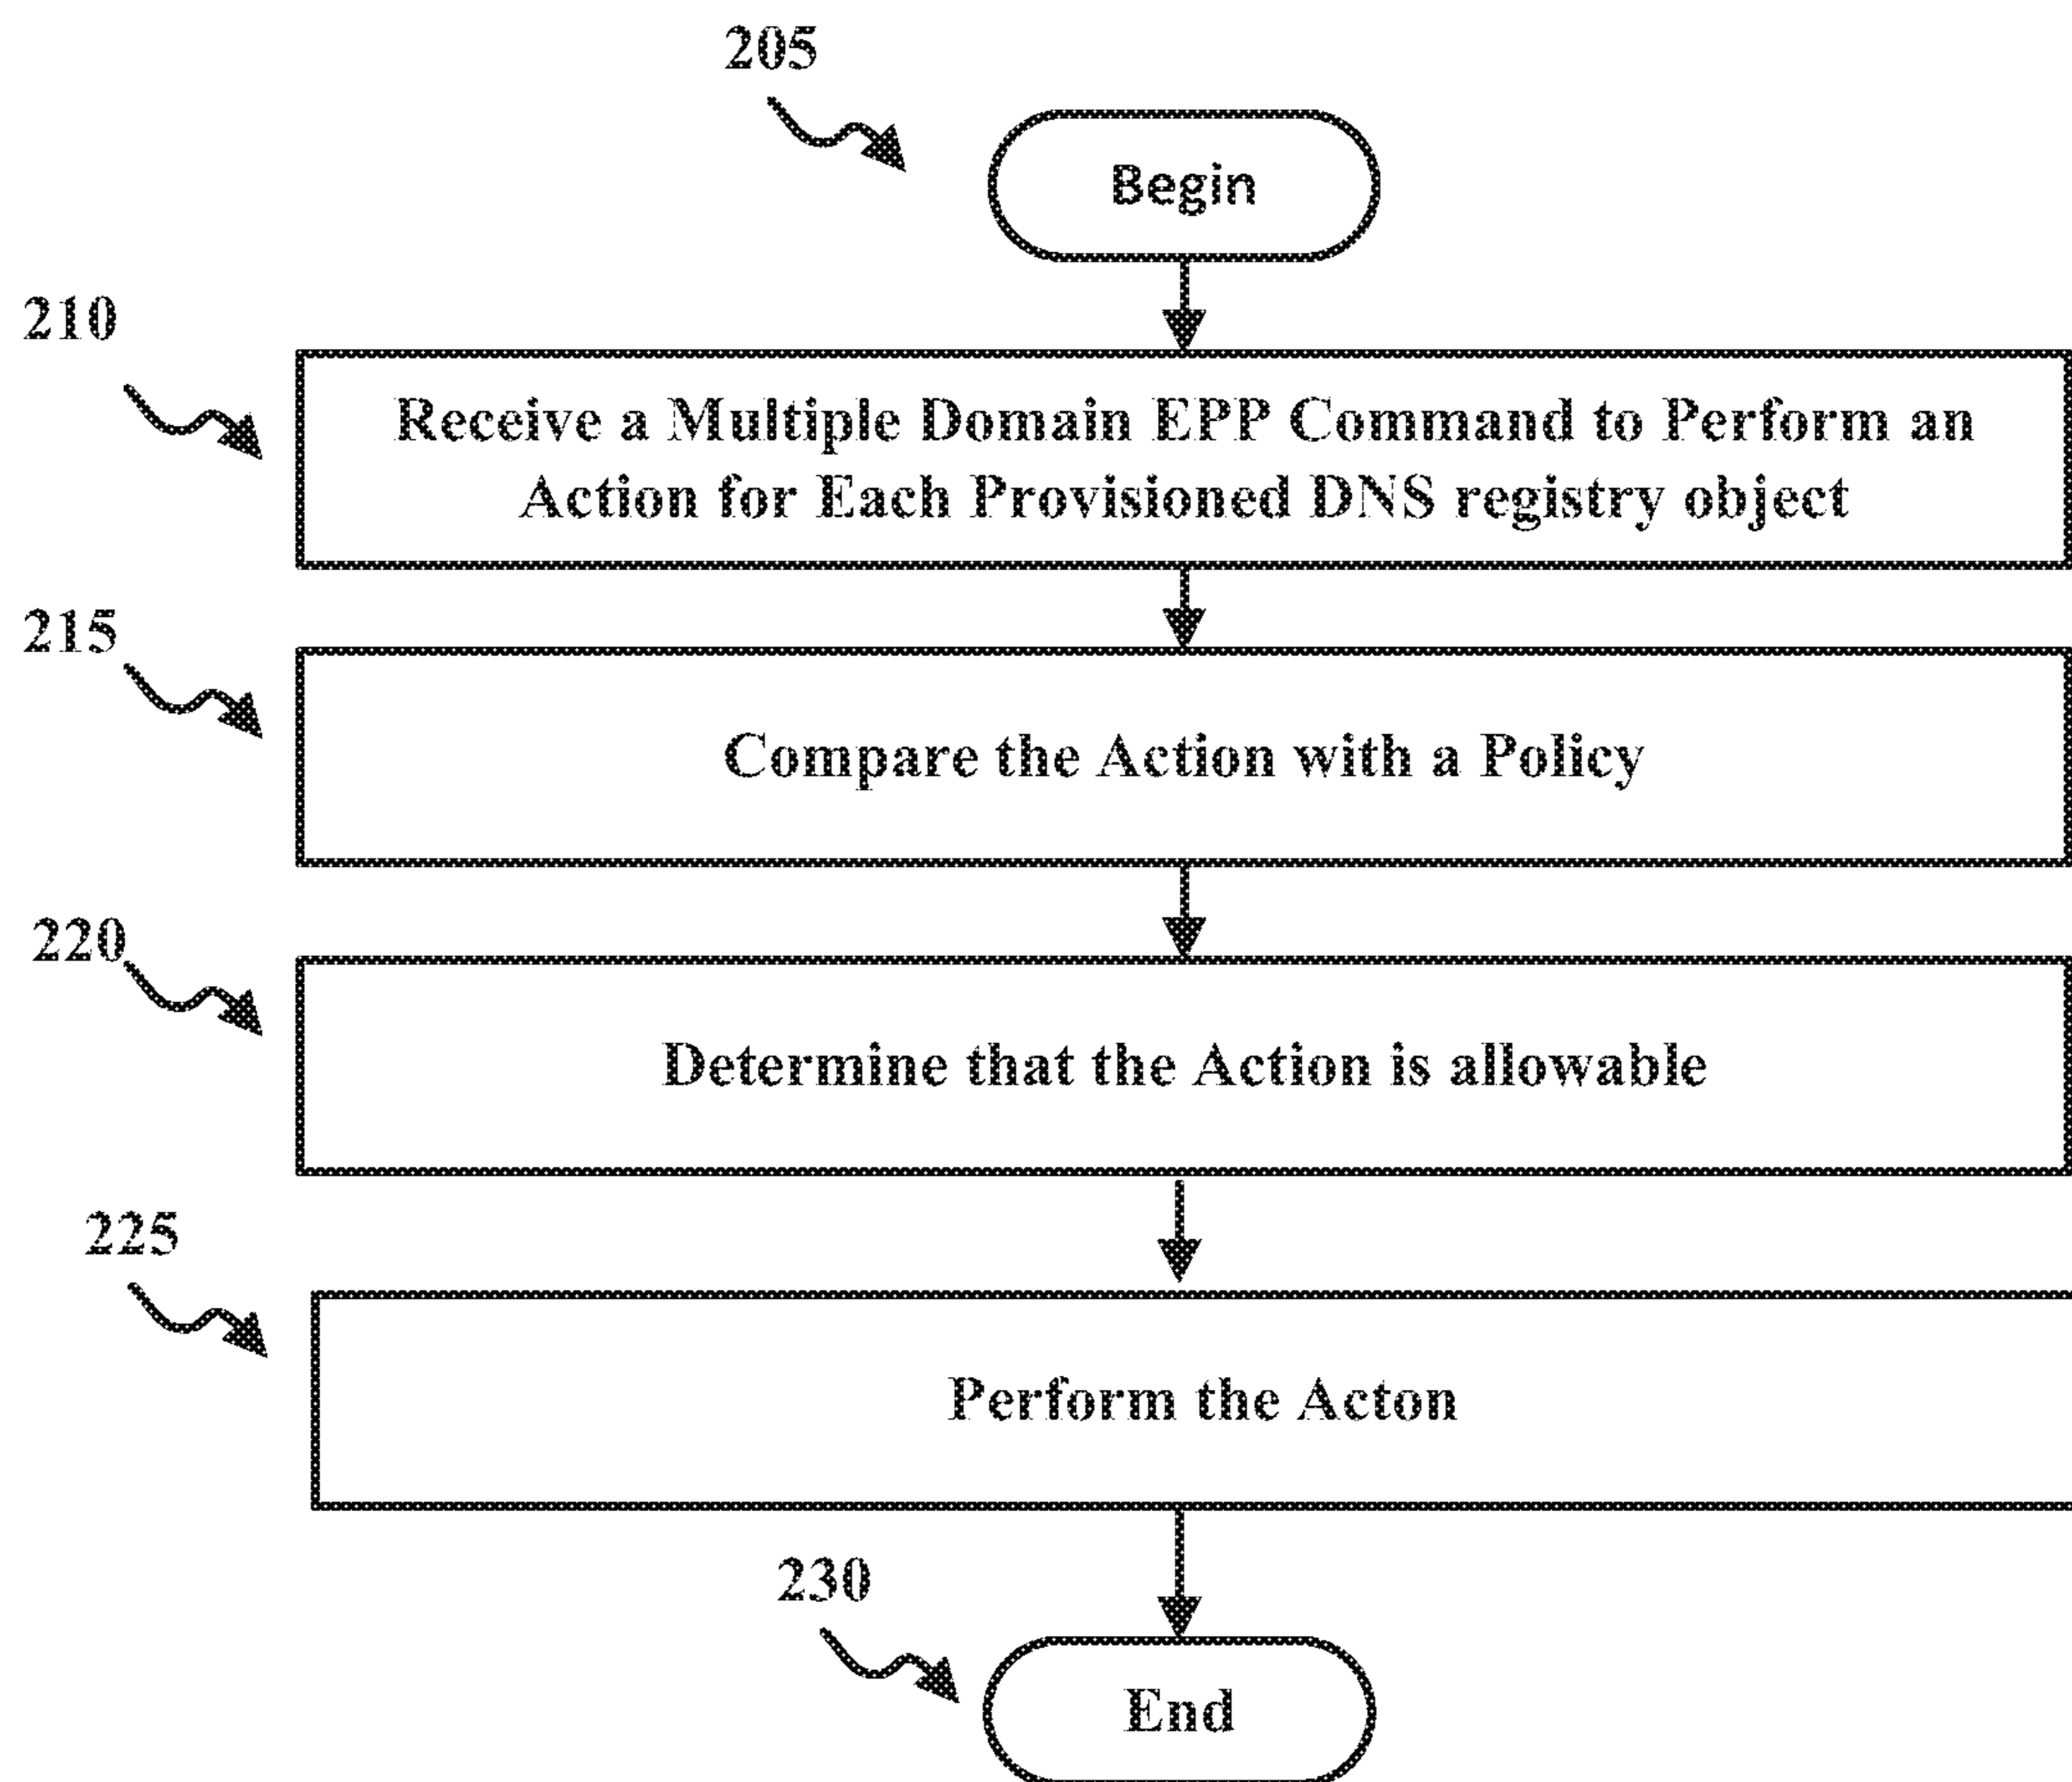 205
Begin
210
Receive a Multiple Domain EPP Command to Perform an
Action for Each Provisioned DNS registry object
215
Compare the Action with a Policy
220
Determine that the Action is allowable
225
Perform the Acton
230
End